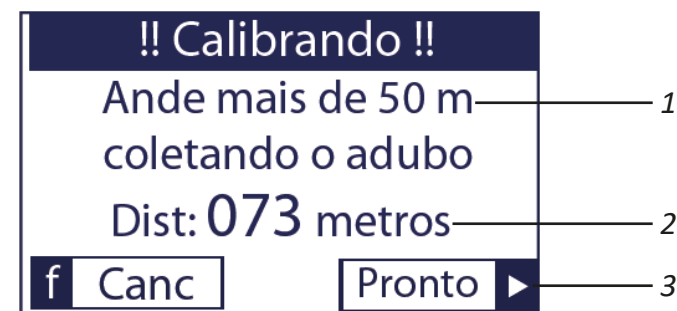 !! Calibrando !!
Ande mais de 50 m
1
coletando o adubo
Dist: 073 metros
2
f Canc
Pronto
3